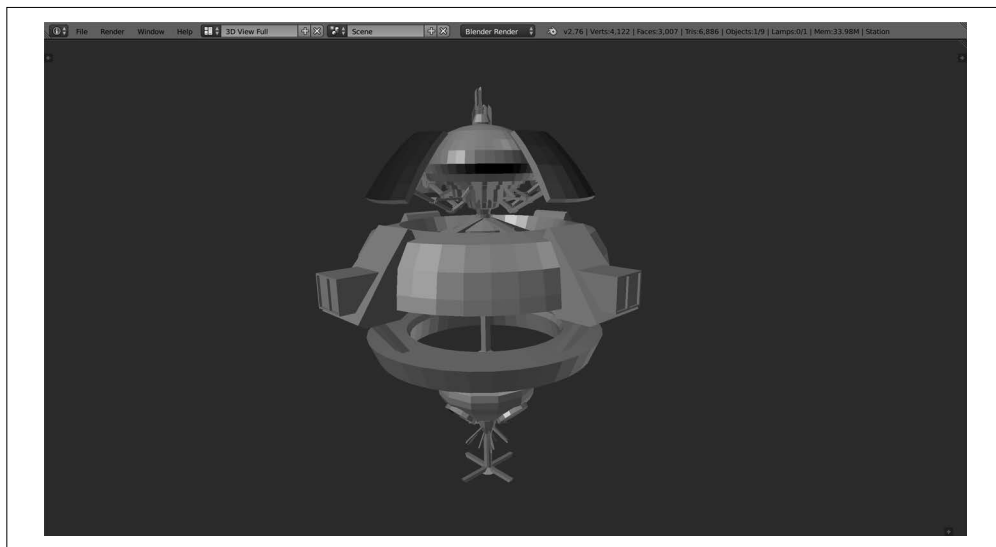 File Render Window Help 3D View Full Scene Blender Render v2.76 | Verts:4,122 | Faces:3,007 | Tris:6,886 | Objects:1/9 | Lamps:0/1 | Mem:33.98M | Station